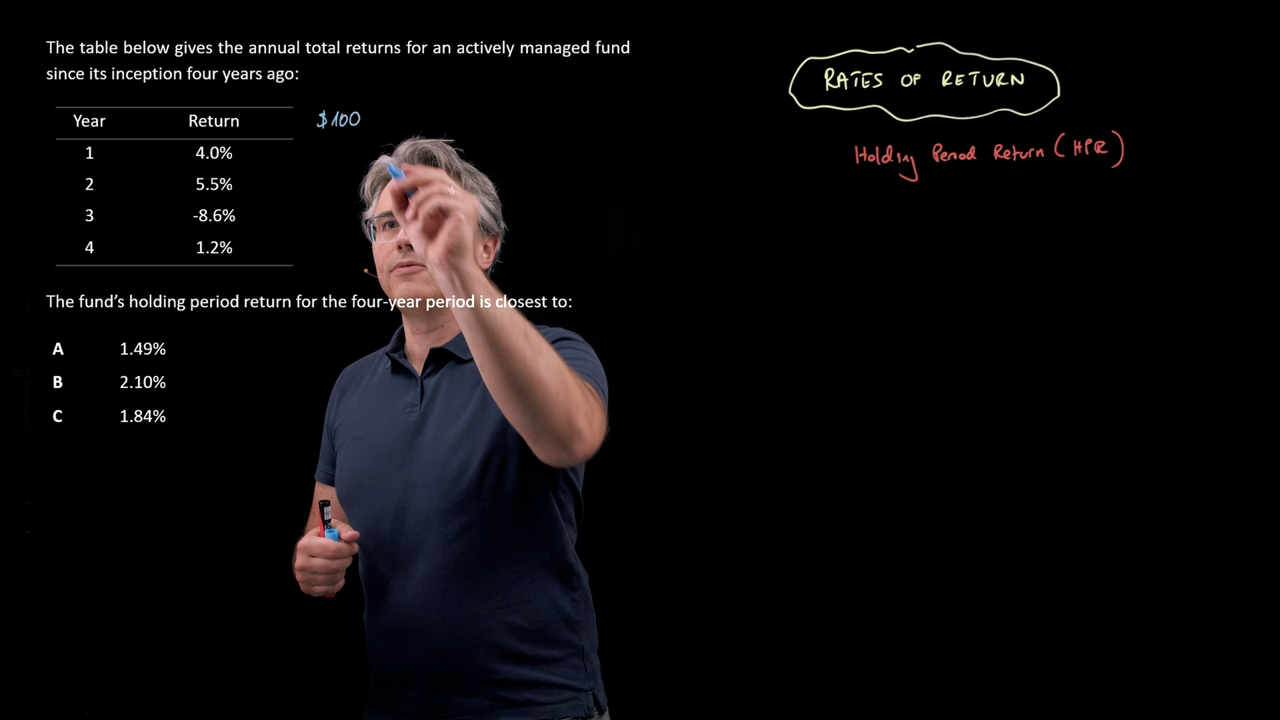 The table below gives the annual total returns for an actively managed fund
since its inception four years ago:
Year Return
1 4.0%
2 5.5%
3 -8.6%
4 1.2%
$100
The fund's holding period return for the four-year period is closest to:
A 1.49%
B 2.10%
C 1.84%
RATES OF RETURN
Holding Period Return (HPR)